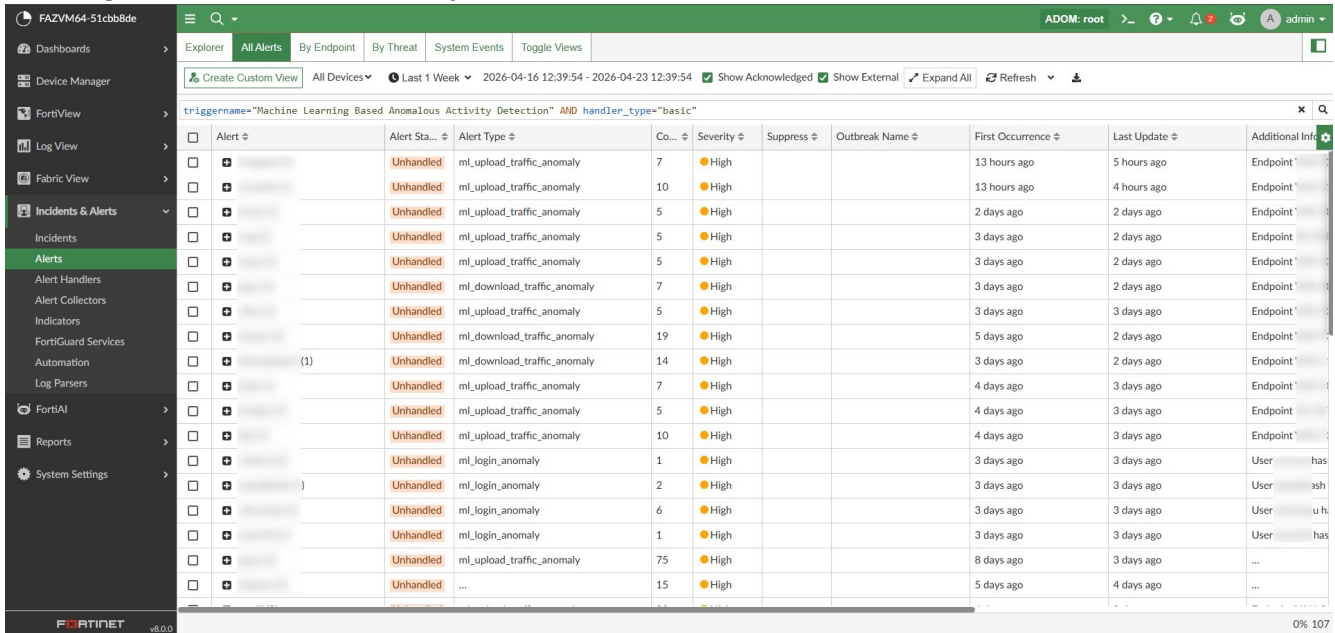 FAZVM64-51cbb8de
ADOM: root
2
A admin
Dashboards
Device Manager
FortiView
Log View
Fabric View
Incidents & Alerts
Incidents
Alerts
Alert Handlers
Alert Collectors
Indicators
FortiGuard Services
Automation
Log Parsers
FortiAI
Reports
System Settings
FORTINET v8.0.0
Explorer All Alerts By Endpoint By Threat System Events Toggle Views
Create Custom View All Devices Last 1 Week 2026-04-16 12:39:54 - 2026-04-23 12:39:54 Show Acknowledged Show External Expand All Refresh
triggername="Machine Learning Based Anomalous Activity Detection" AND handler_type="basic"
Alert Alert Sta... Alert Type Co... Severity Suppress Outbreak Name First Occurrence Last Update Additional Info
Unhandled ml_upload_traffic_anomaly 7 High 13 hours ago 5 hours ago Endpoint '
Unhandled ml_upload_traffic_anomaly 10 High 13 hours ago 4 hours ago Endpoint '
Unhandled ml_upload_traffic_anomaly 5 High 2 days ago 2 days ago Endpoint '
Unhandled ml_upload_traffic_anomaly 5 High 3 days ago 2 days ago Endpoint
Unhandled ml_upload_traffic_anomaly 5 High 3 days ago 2 days ago Endpoint '
Unhandled ml_download_traffic_anomaly 7 High 3 days ago 2 days ago Endpoint '
Unhandled ml_upload_traffic_anomaly 5 High 3 days ago 3 days ago Endpoint '
Unhandled ml_download_traffic_anomaly 19 High 5 days ago 2 days ago Endpoint '
(1) Unhandled ml_download_traffic_anomaly 14 High 3 days ago 2 days ago Endpoint '
Unhandled ml_upload_traffic_anomaly 7 High 4 days ago 3 days ago Endpoint '
Unhandled ml_upload_traffic_anomaly 5 High 4 days ago 3 days ago Endpoint
Unhandled ml_upload_traffic_anomaly 10 High 4 days ago 3 days ago Endpoint '
Unhandled ml_login_anomaly 1 High 3 days ago 3 days ago User has
) Unhandled ml_login_anomaly 2 High 3 days ago 3 days ago User ash
Unhandled ml_login_anomaly 6 High 3 days ago 3 days ago User u h
Unhandled ml_login_anomaly 1 High 3 days ago 3 days ago User has
Unhandled ml_upload_traffic_anomaly 75 High 8 days ago 3 days ago ...
Unhandled ... 15 High 5 days ago 4 days ago ...
0% 107